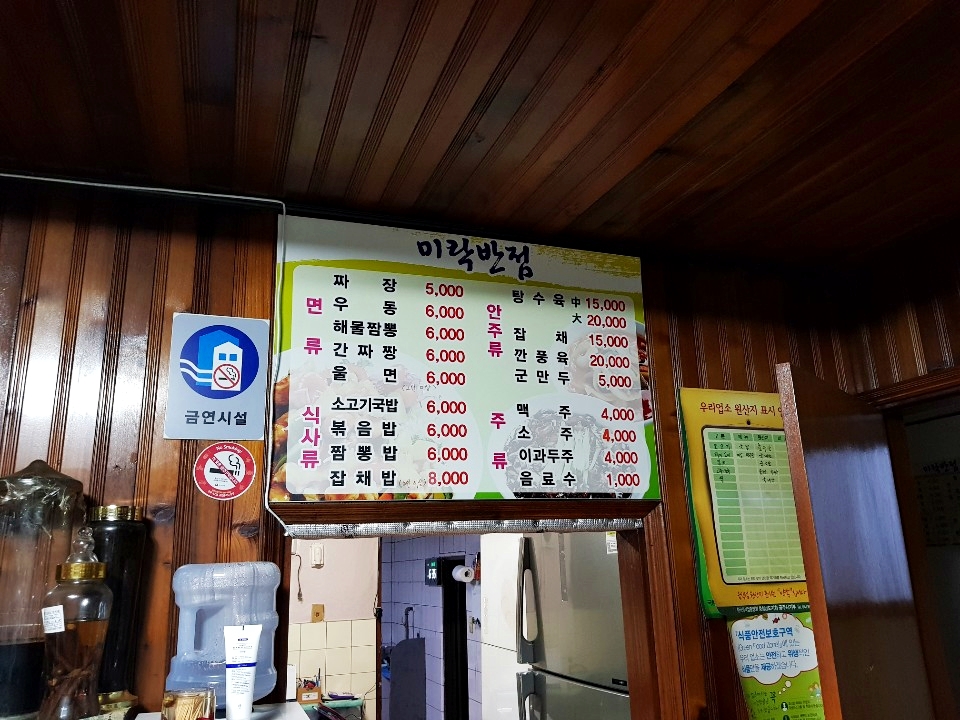 미락반점
면류
짜장 5,000
우동 6,000
해물짬뽕 6,000
간짜짱 6,000
울면 6,000
식사류
소고기국밥 6,000
볶음밥 6,000
짬뽕밥 6,000
잡채밥 8,000
안주류
탕수육 中 15,000
大 20,000
잡채 15,000
깐풍육 20,000
군만두 5,000
주류
맥주 4,000
소주 4,000
이과두주 4,000
음료수 1,000
금연시설
No Smoking
우리업소 원산지 표시
식품안전보호구역